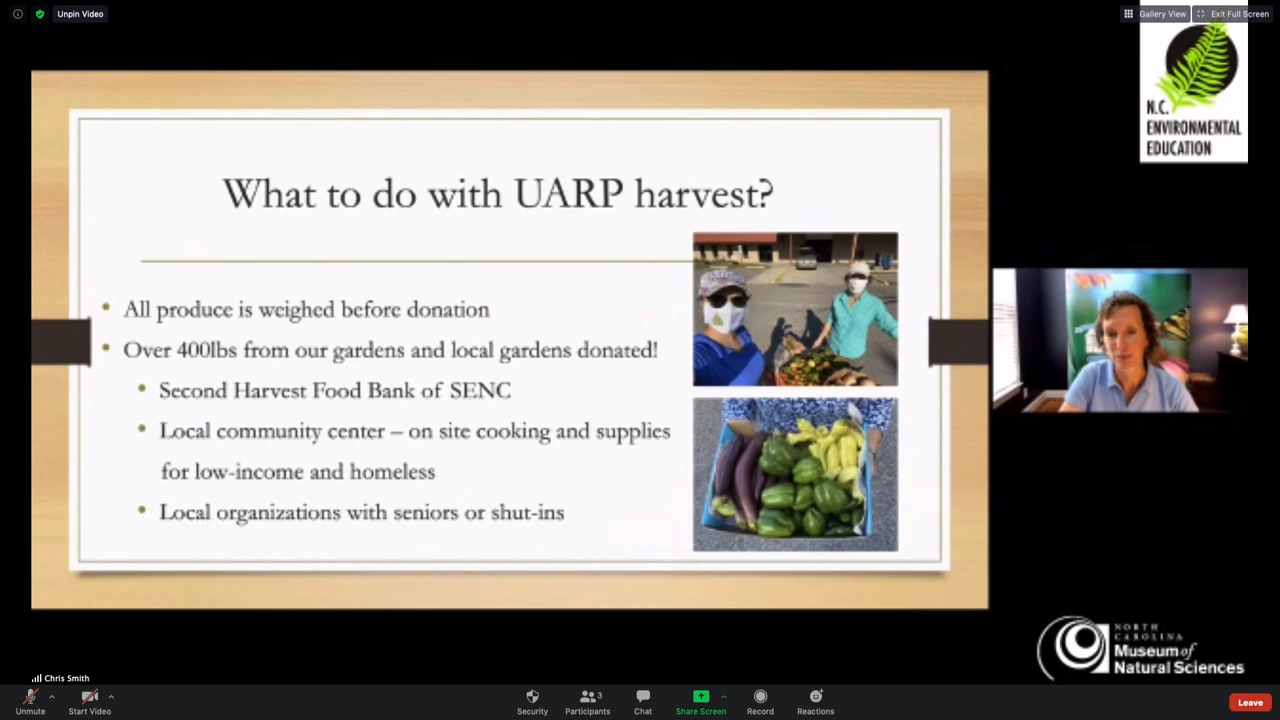 Unpin Video
Gallery View
Exit Full Screen
N.C.
ENVIRONMENTAL
EDUCATION
What to do with UARP harvest?
• All produce is weighed before donation
• Over 400lbs from our gardens and local gardens donated!
• Second Harvest Food Bank of SENC
• Local community center – on site cooking and supplies
for low-income and homeless
• Local organizations with seniors or shut-ins
NORTH
CAROLINA
Museum of
Natural Sciences
Chris Smith
Unmute
Start Video
Security
Participants 3
Chat
Share Screen
Record
Reactions
Leave